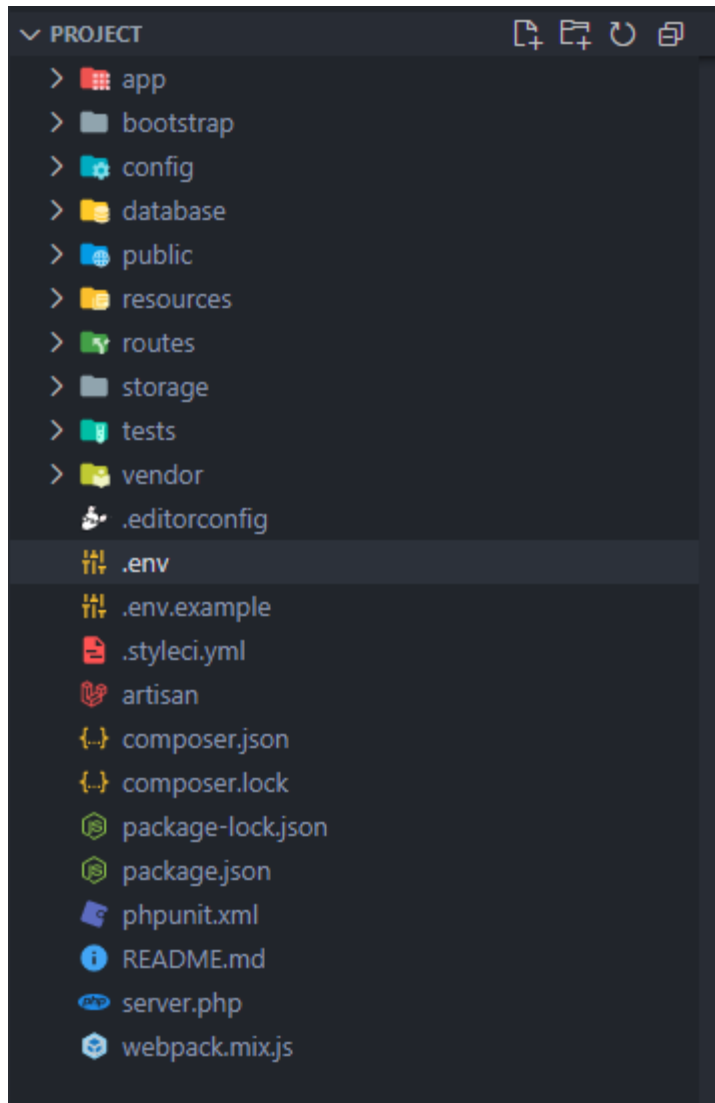 PROJECT
app
bootstrap
config
database
public
resources
routes
storage
tests
vendor
.editorconfig
.env
.env.example
.styleci.yml
artisan
composer.json
composer.lock
package-lock.json
package.json
phpunit.xml
README.md
server.php
webpack.mix.js